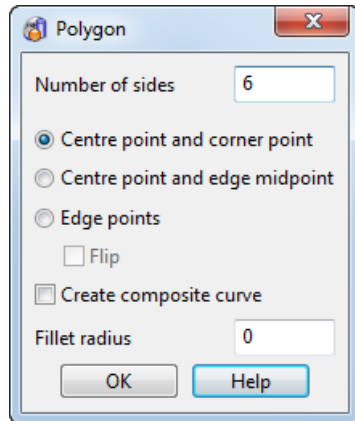 Polygon
Number of sides 6
Centre point and corner point
Centre point and edge midpoint
Edge points
Flip
Create composite curve
Fillet radius 0
OK Help